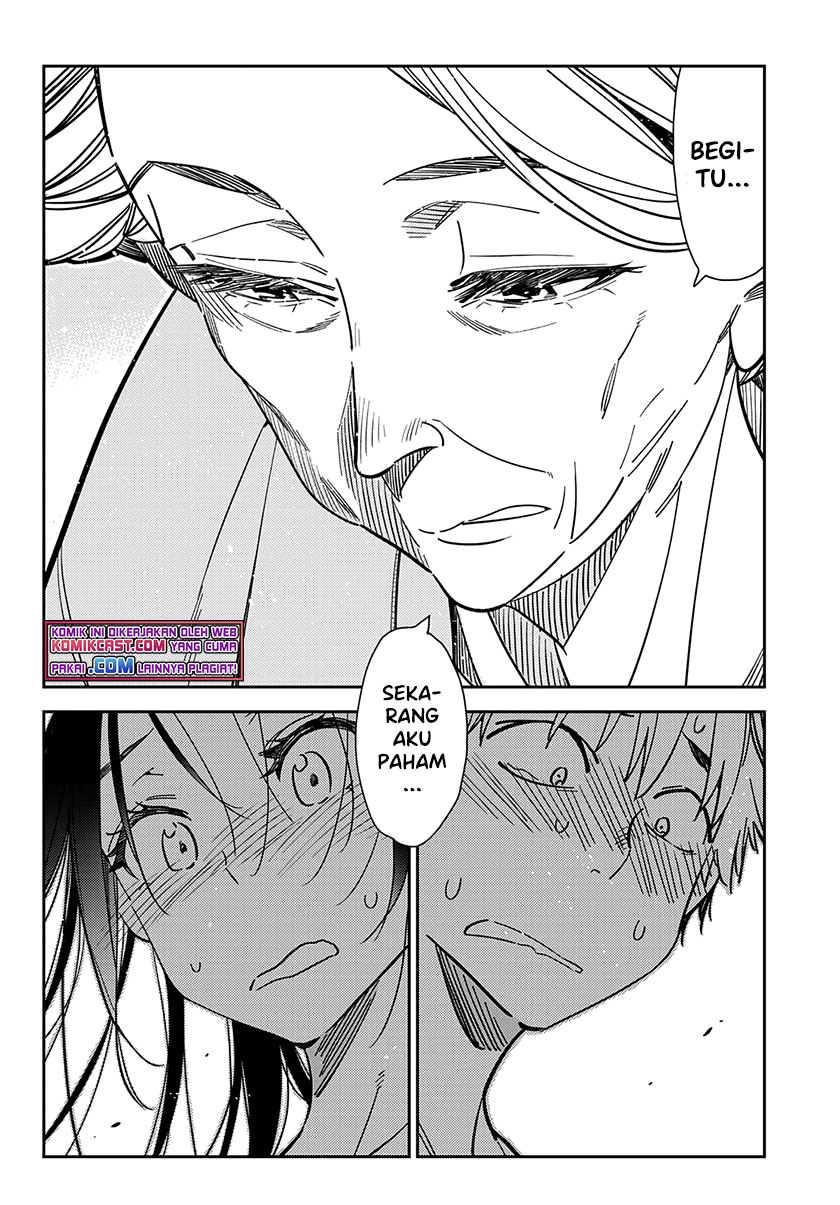 BEGI-
TU...
KOMIK INI DIKERJAKAN OLEH WEB
KOMIKCAST.COM YANG CUMA
PAKAI .COM LAINNYA PLAGIAT!
SEKA-
RANG
AKU
PAHAM
...